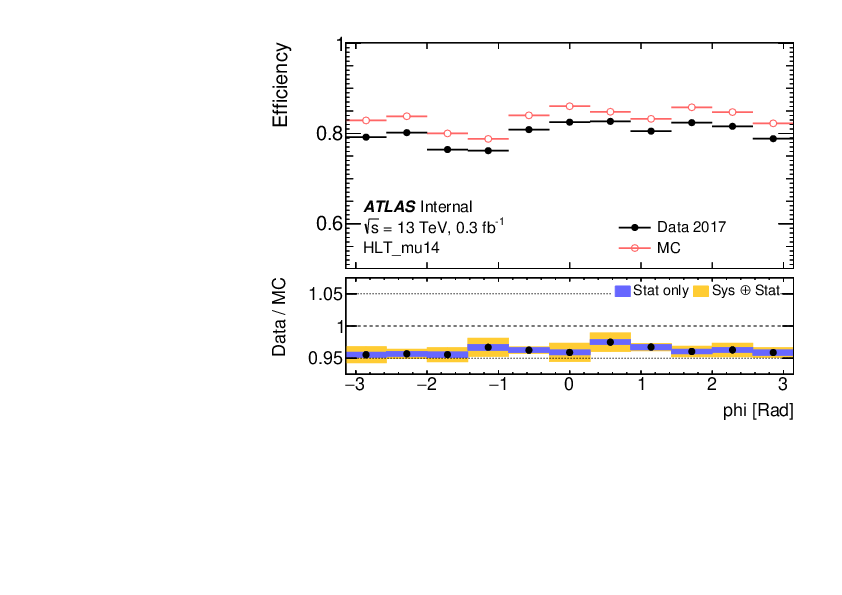 Efficiency
1
0.8
0.6
ATLAS Internal
√s = 13 TeV, 0.3 fb⁻¹
HLT_mu14
Data 2017
MC
Data / MC
1.05
1
0.95
Stat only
Sys ⊕ Stat
−3 −2 −1 0 1 2 3
phi [Rad]